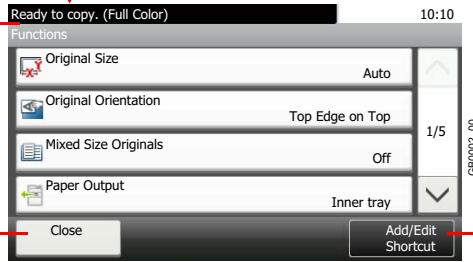 Ready to copy. (Full Color)
10:10
Functions
Original Size
Auto
Original Orientation
Top Edge on Top
Mixed Size Originals
Off
Paper Output
Inner tray
1/5
Close
Add/Edit
Shortcut
GB0002_00